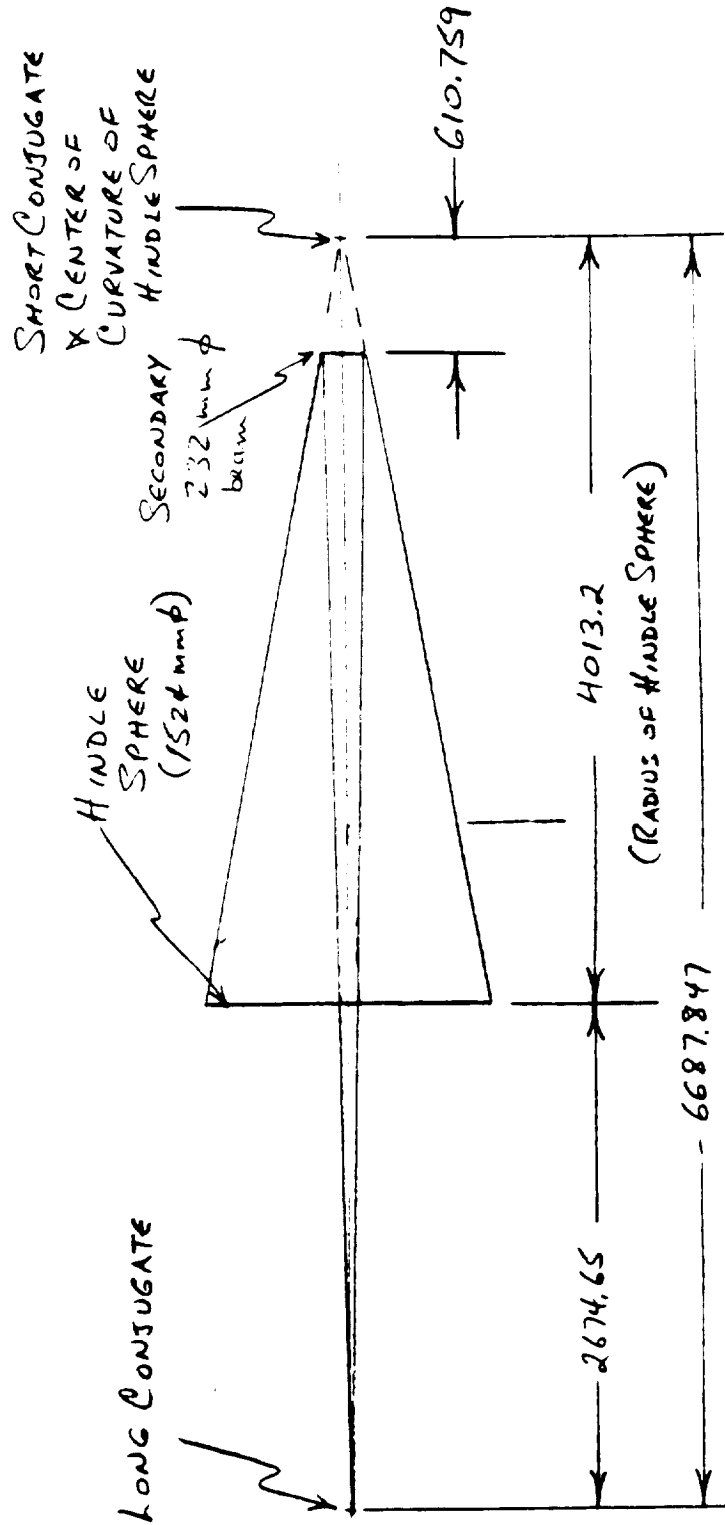 LONG CONJUGATE
HINDLE
SPHERE
(1524 mm ϕ)
SECONDARY
232 mm ϕ
beam
SHORT CONJUGATE
& CENTER OF
CURVATURE OF
HINDLE SPHERE
610.759
2674.65
4013.2
(RADIUS OF HINDLE SPHERE)
6687.847